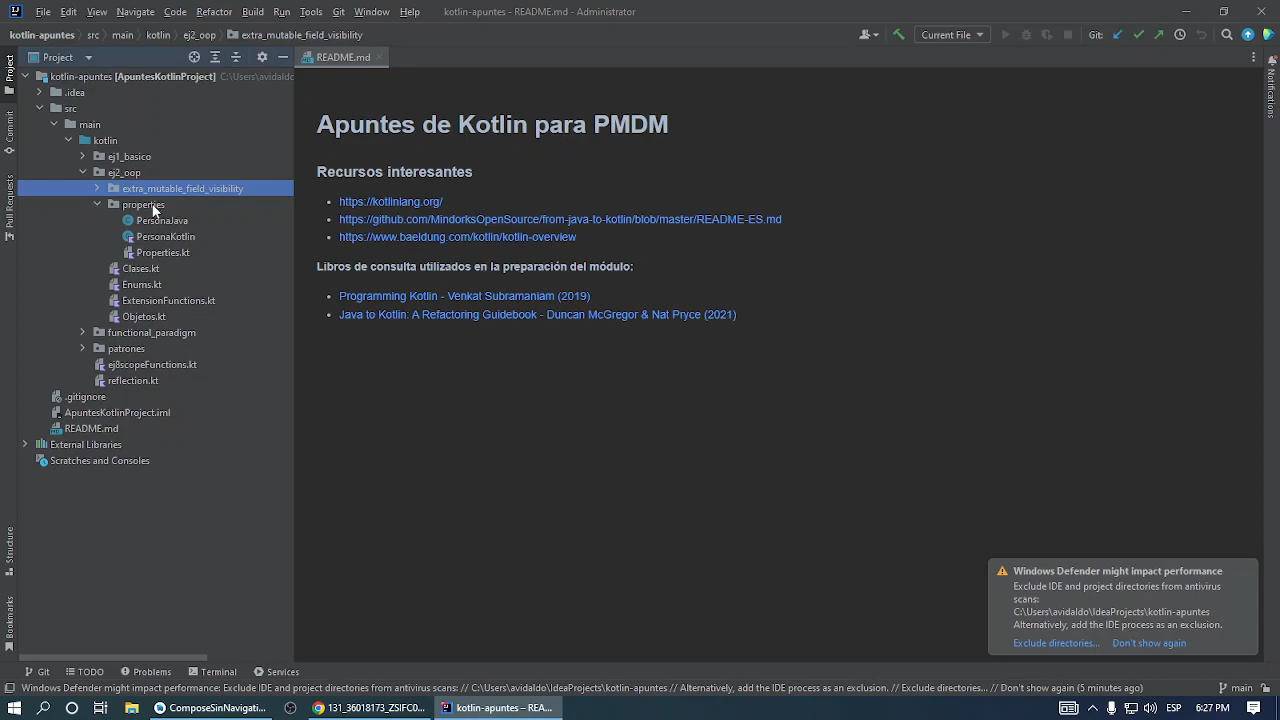 File Edit View Navigate Code Refactor Build Run Tools Git Window Help kotlin-apuntes - README.md - Administrator
kotlin-apuntes src main kotlin ej2_oop extra_mutable_field_visibility Current File Git:
Project README.md
kotlin-apuntes [ApuntesKotlinProject] C:\Users\avidaldo
.idea
src
main
kotlin
ej1_basico
ej2_oop
extra_mutable_field_visibility
properties
PersonaJava
PersonaKotlin
Properties.kt
Clases.kt
Enums.kt
ExtensionFunctions.kt
Objetos.kt
functional_paradigm
patrones
ej8scopeFunctions.kt
reflection.kt
.gitignore
ApuntesKotlinProject.iml
README.md
External Libraries
Scratches and Consoles
Project
Commit
Pull Requests
Structure
Bookmarks
Apuntes de Kotlin para PMDM
Recursos interesantes
https://kotlinlang.org/
https://github.com/MindorksOpenSource/from-java-to-kotlin/blob/master/README-ES.md
https://www.baeldung.com/kotlin/kotlin-overview
Libros de consulta utilizados en la preparación del módulo:
Programming Kotlin - Venkat Subramaniam (2019)
Java to Kotlin: A Refactoring Guidebook - Duncan McGregor & Nat Pryce (2021)
Notifications
Windows Defender might impact performance
Exclude IDE and project directories from antivirus
scans:
C:\Users\avidaldo\IdeaProjects\kotlin-apuntes
Alternatively, add the IDE process as an exclusion.
Exclude directories... Don't show again
Git TODO Problems Terminal Services
Windows Defender might impact performance: Exclude IDE and project directories from antivirus scans: // C:\Users\avidaldo\IdeaProjects\kotlin-apuntes // Alternatively, add the IDE process as an exclusion. // Exclude directories... // Don't show again (5 minutes ago) main
ComposeSinNavigati... 131_36018173_ZSIFC0... kotlin-apuntes – REA... ESP 6:27 PM